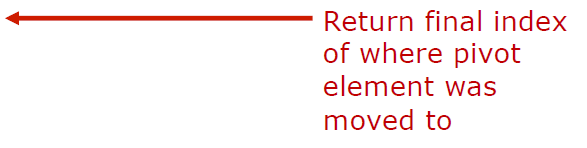 Return final index
of where pivot
element was
moved to